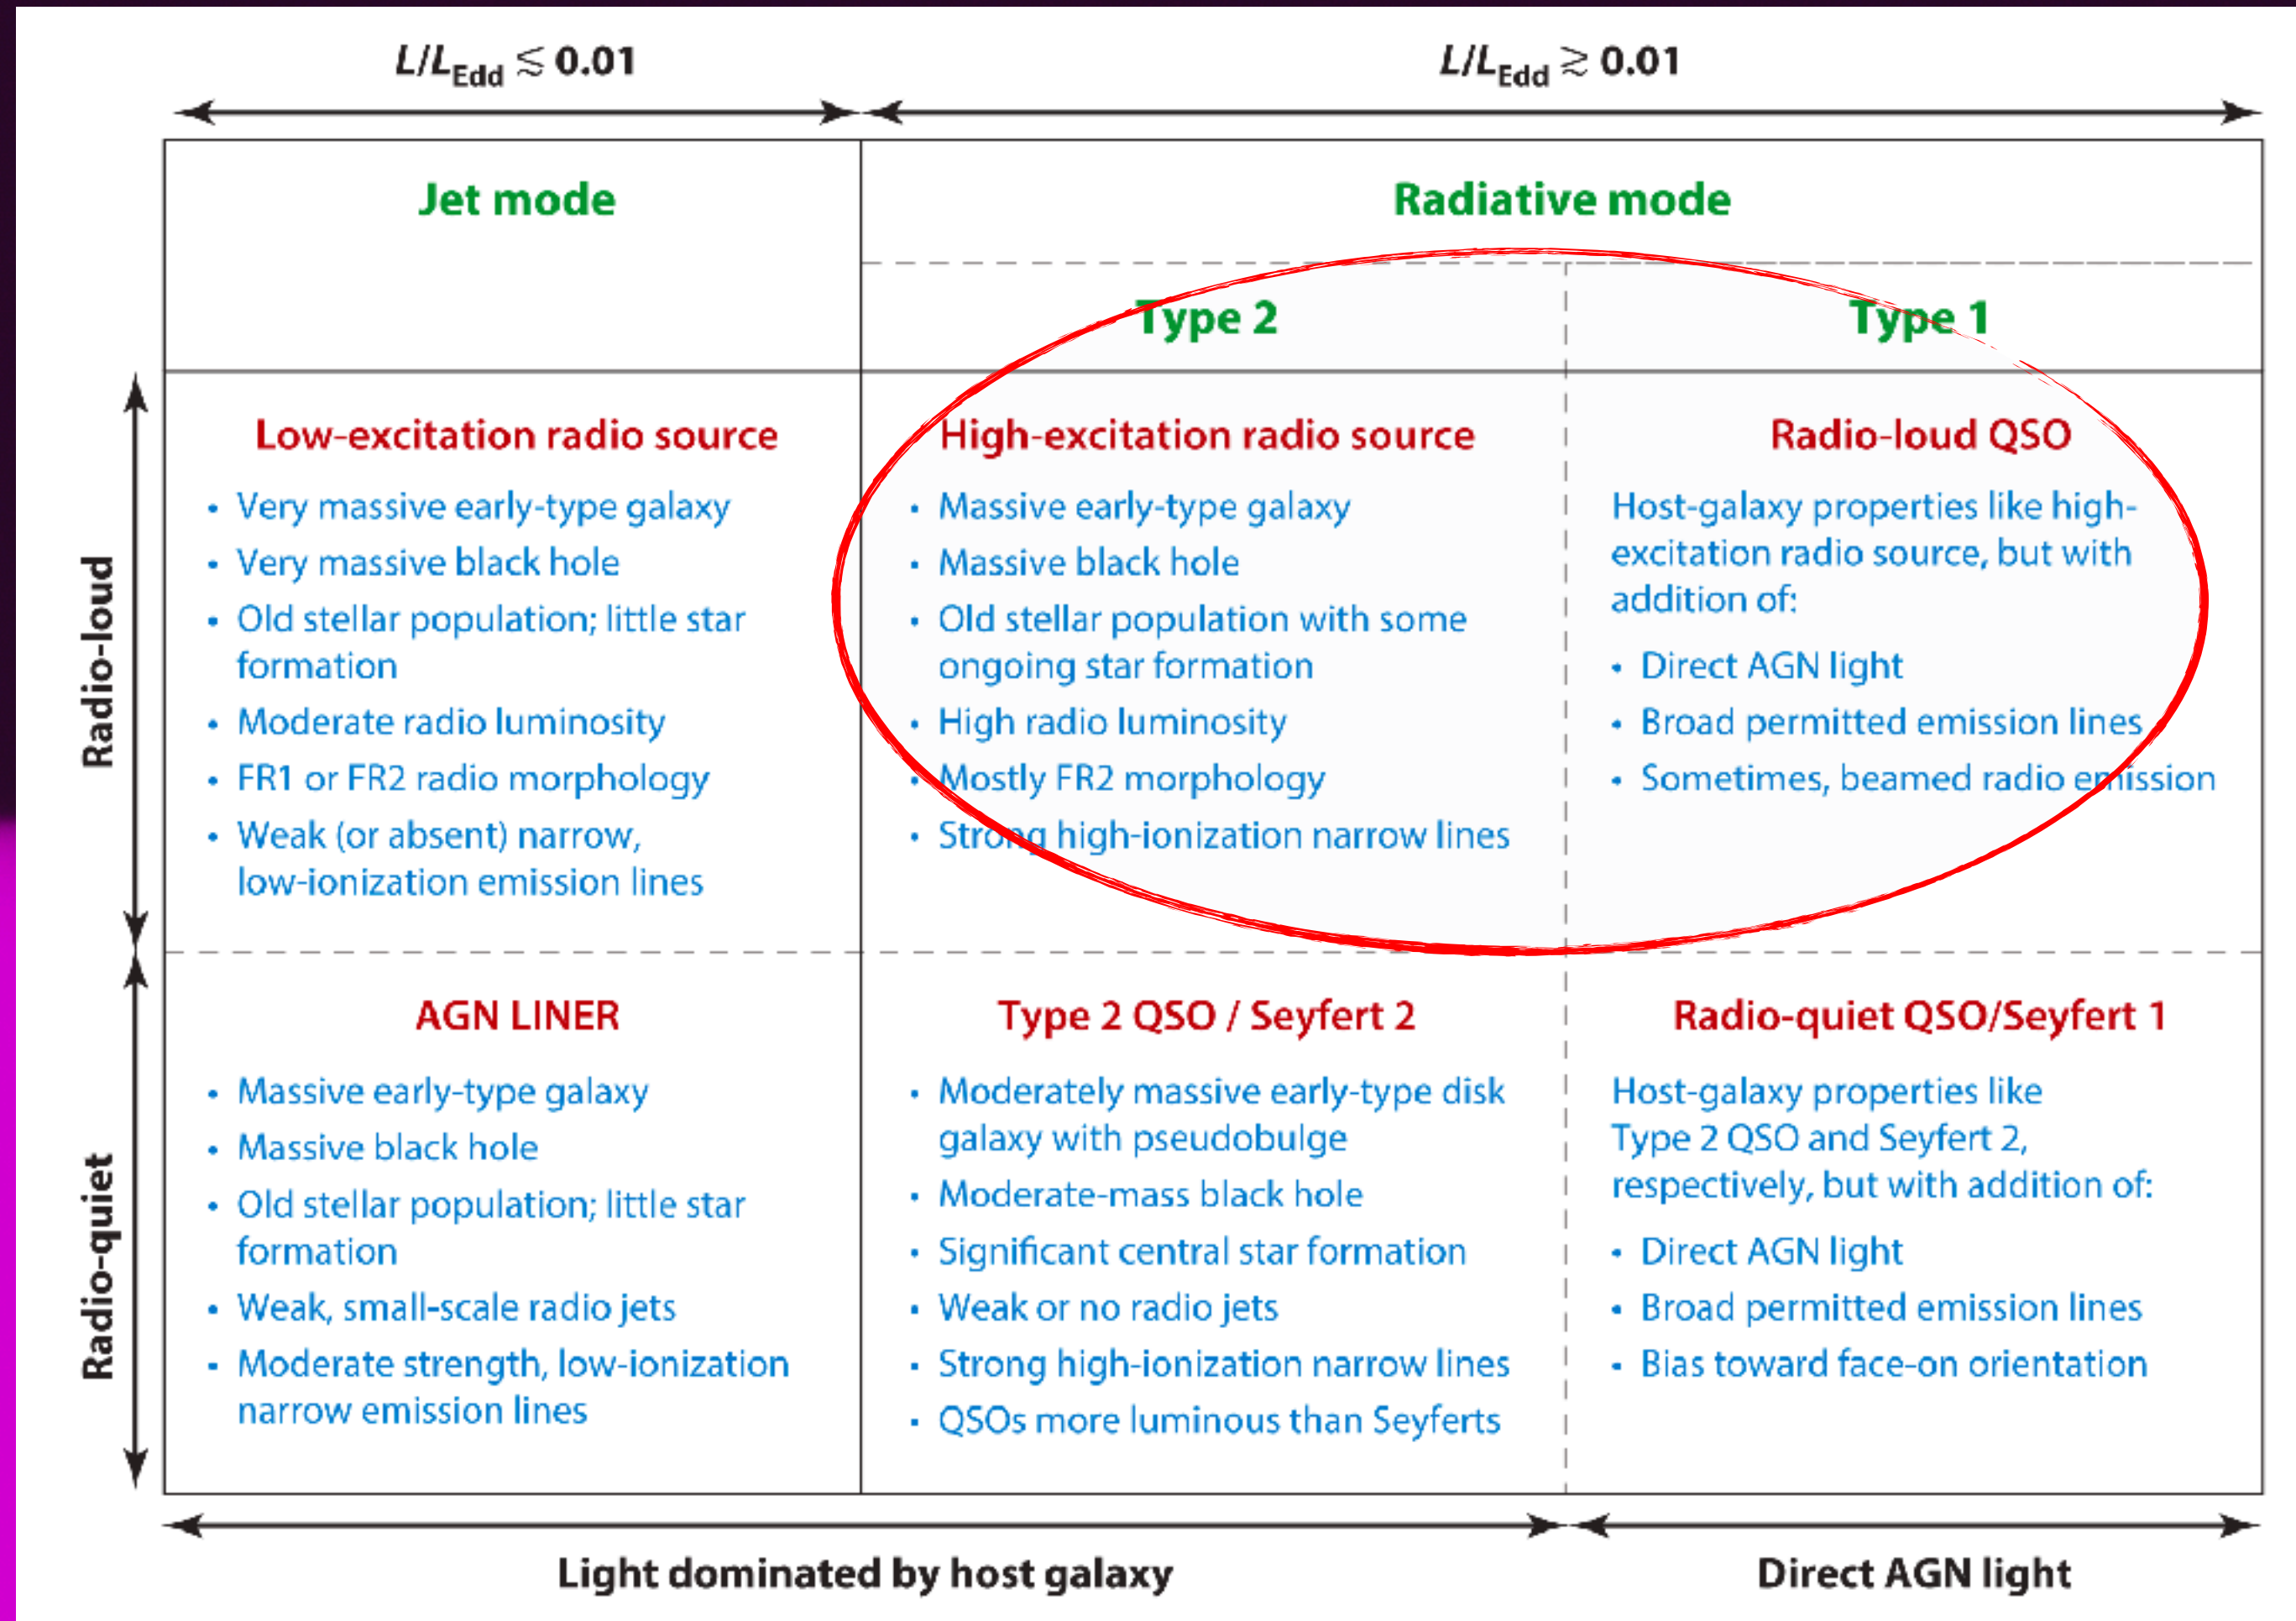 L/LEdd ≲ 0.01
L/LEdd ≳ 0.01
Jet mode
Radiative mode
Type 2
Type 1
Radio-loud
Low-excitation radio source
• Very massive early-type galaxy
• Very massive black hole
• Old stellar population; little star
formation
• Moderate radio luminosity
• FR1 or FR2 radio morphology
• Weak (or absent) narrow,
low-ionization emission lines
High-excitation radio source
• Massive early-type galaxy
• Massive black hole
• Old stellar population with some
ongoing star formation
• High radio luminosity
• Mostly FR2 morphology
• Strong high-ionization narrow lines
Radio-loud QSO
Host-galaxy properties like high-
excitation radio source, but with
addition of:
• Direct AGN light
• Broad permitted emission lines
• Sometimes, beamed radio emission
Radio-quiet
AGN LINER
• Massive early-type galaxy
• Massive black hole
• Old stellar population; little star
formation
• Weak, small-scale radio jets
• Moderate strength, low-ionization
narrow emission lines
Type 2 QSO / Seyfert 2
• Moderately massive early-type disk
galaxy with pseudobulge
• Moderate-mass black hole
• Significant central star formation
• Weak or no radio jets
• Strong high-ionization narrow lines
• QSOs more luminous than Seyferts
Radio-quiet QSO/Seyfert 1
Host-galaxy properties like
Type 2 QSO and Seyfert 2,
respectively, but with addition of:
• Direct AGN light
• Broad permitted emission lines
• Bias toward face-on orientation
Light dominated by host galaxy
Direct AGN light